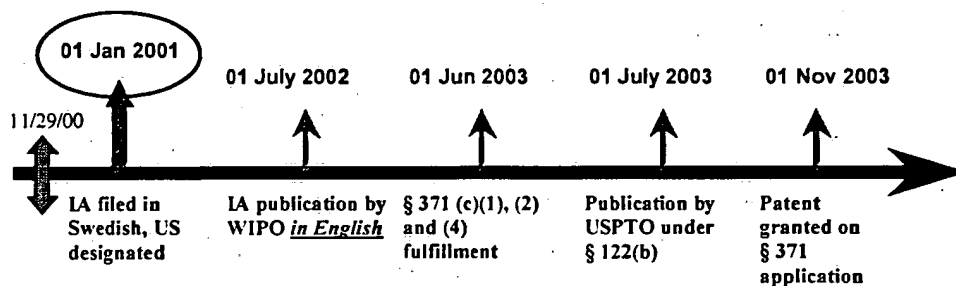 01 Jan 2001
01 July 2002
01 Jun 2003
01 July 2003
01 Nov 2003
11/29/00
IA filed in
Swedish, US
designated
IA publication by
WIPO in English
§ 371 (c)(1), (2)
and (4)
fulfillment
Publication by
USPTO under
§ 122(b)
Patent
granted on
§ 371
application